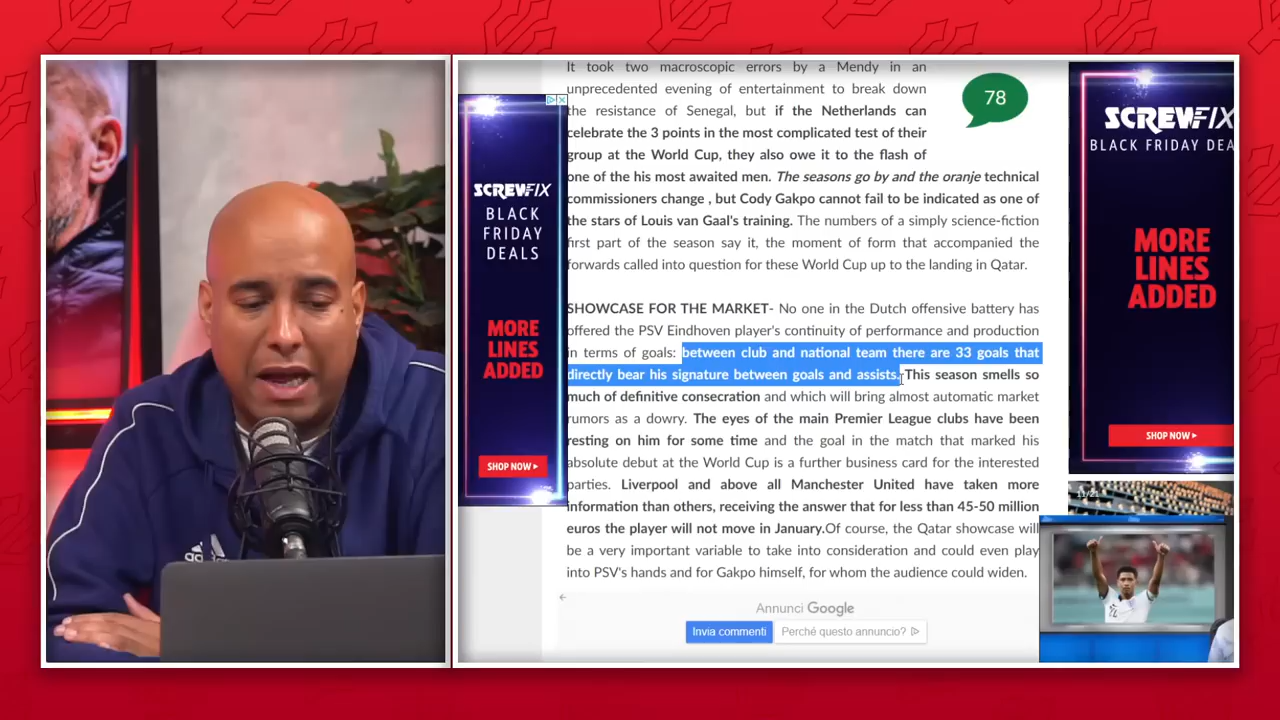 It took two macroscopic errors by a Mendy in an
unprecedented evening of entertainment to break down
the resistance of Senegal, but if the Netherlands can
celebrate the 3 points in the most complicated test of their
group at the World Cup, they also owe it to the flash of
one of the his most awaited men. The seasons go by and the oranje technical
commissioners change , but Cody Gakpo cannot fail to be indicated as one of
the stars of Louis van Gaal's training. The numbers of a simply science-fiction
first part of the season say it, the moment of form that accompanied the
forwards called into question for these World Cup up to the landing in Qatar.
78
SHOWCASE FOR THE MARKET- No one in the Dutch offensive battery has
offered the PSV Eindhoven player's continuity of performance and production
in terms of goals: between club and national team there are 33 goals that
directly bear his signature between goals and assists. This season smells so
much of definitive consecration and which will bring almost automatic market
rumors as a dowry. The eyes of the main Premier League clubs have been
resting on him for some time and the goal in the match that marked his
absolute debut at the World Cup is a further business card for the interested
parties. Liverpool and above all Manchester United have taken more
information than others, receiving the answer that for less than 45-50 million
euros the player will not move in January.Of course, the Qatar showcase will
be a very important variable to take into consideration and could even play
into PSV's hands and for Gakpo himself, for whom the audience could widen.
Annunci Google
Invia commenti
Perché questo annuncio?
SCREWFIX
BLACK
FRIDAY
DEALS
MORE
LINES
ADDED
SHOP NOW
SCREWFIX
BLACK FRIDAY DEA
MORE
LINES
ADDED
SHOP NOW
11/21
adidas